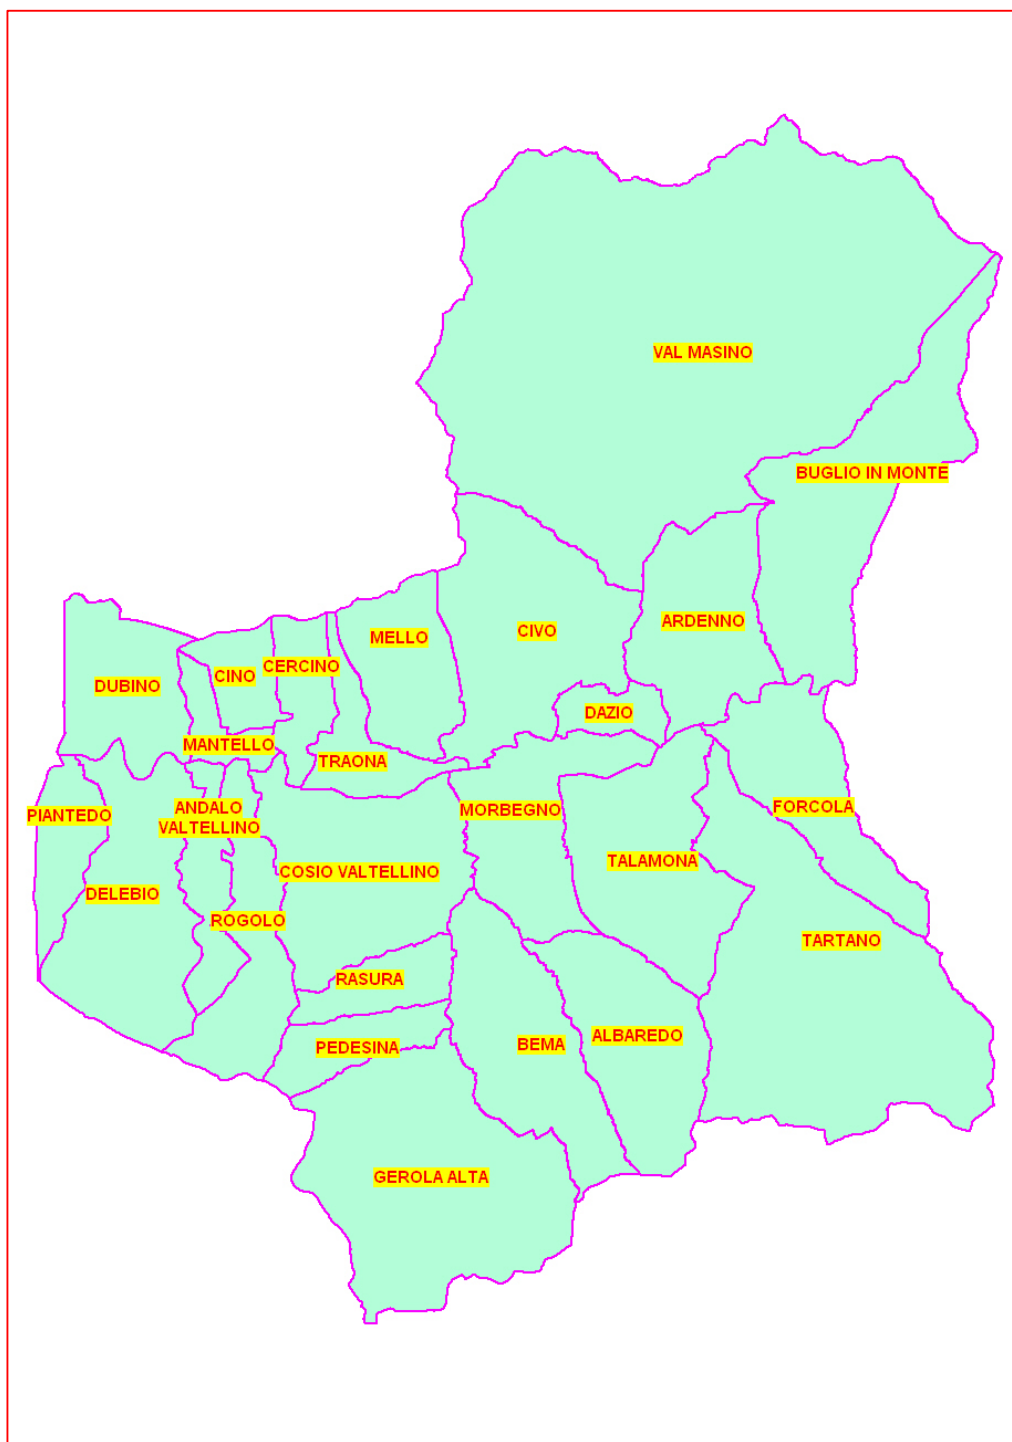 VAL MASINO
BUGLIO IN MONTE
ARDENNO
CIVO
MELLO
CERCINO
CINO
DUBINO
DAZIO
MANTELLO
TRAONA
PIANTEDO
ANDALO
VALTELLINO
MORBEGNO
FORCOLA
TALAMONA
COSIO VALTELLINO
DELEBIO
ROGOLO
TARTANO
RASURA
ALBAREDO
BEMA
PEDESINA
GEROLA ALTA